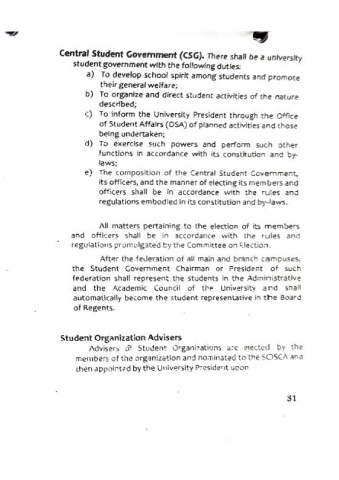 Central Student Government (CSG). There shall be a university
student government with the following duties:
a) To develop school spirit among students and promote
their general welfare;
b) To organize and direct student activities of the nature
described;
c) To inform the University President through the Office
of Student Affairs (OSA) of planned activities and those
being undertaken;
d) To exercise such powers and perform such other
functions in accordance with its constitution and by-
laws;
e) The composition of the Central Student Government,
its officers, and the manner of electing its members and
officers shall be in accordance with the rules and
regulations embodied in its constitution and by-laws.
All matters pertaining to the election of its members
and officers shall be in accordance with the rules and
regulations promulgated by the Committee on Election.
After the federation of all main and branch campuses,
the Student Government Chairman or President of such
federation shall represent the students in the Administrative
and the Academic Council of the University and shall
automatically become the student representative in the Board
of Regents.
Student Organization Advisers
Advisers of Student Organizations are elected by the
members of the organization and nominated to the SOSCA and
then appointed by the University President upon
31